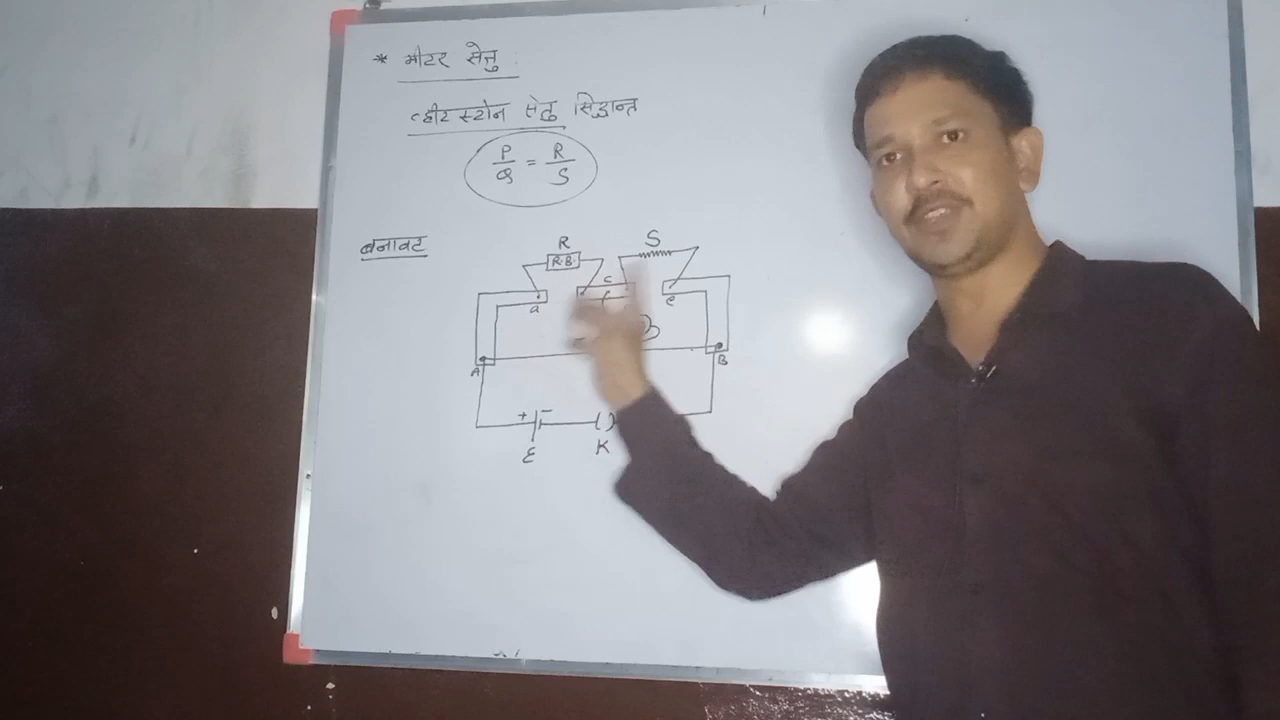 * मीटर सेतु :
व्हीटस्टोन सेतु सिद्धान्त
P/Q = R/S
बनावट
R
S
R.B.
C
a
e
A
B
+ -
E
K